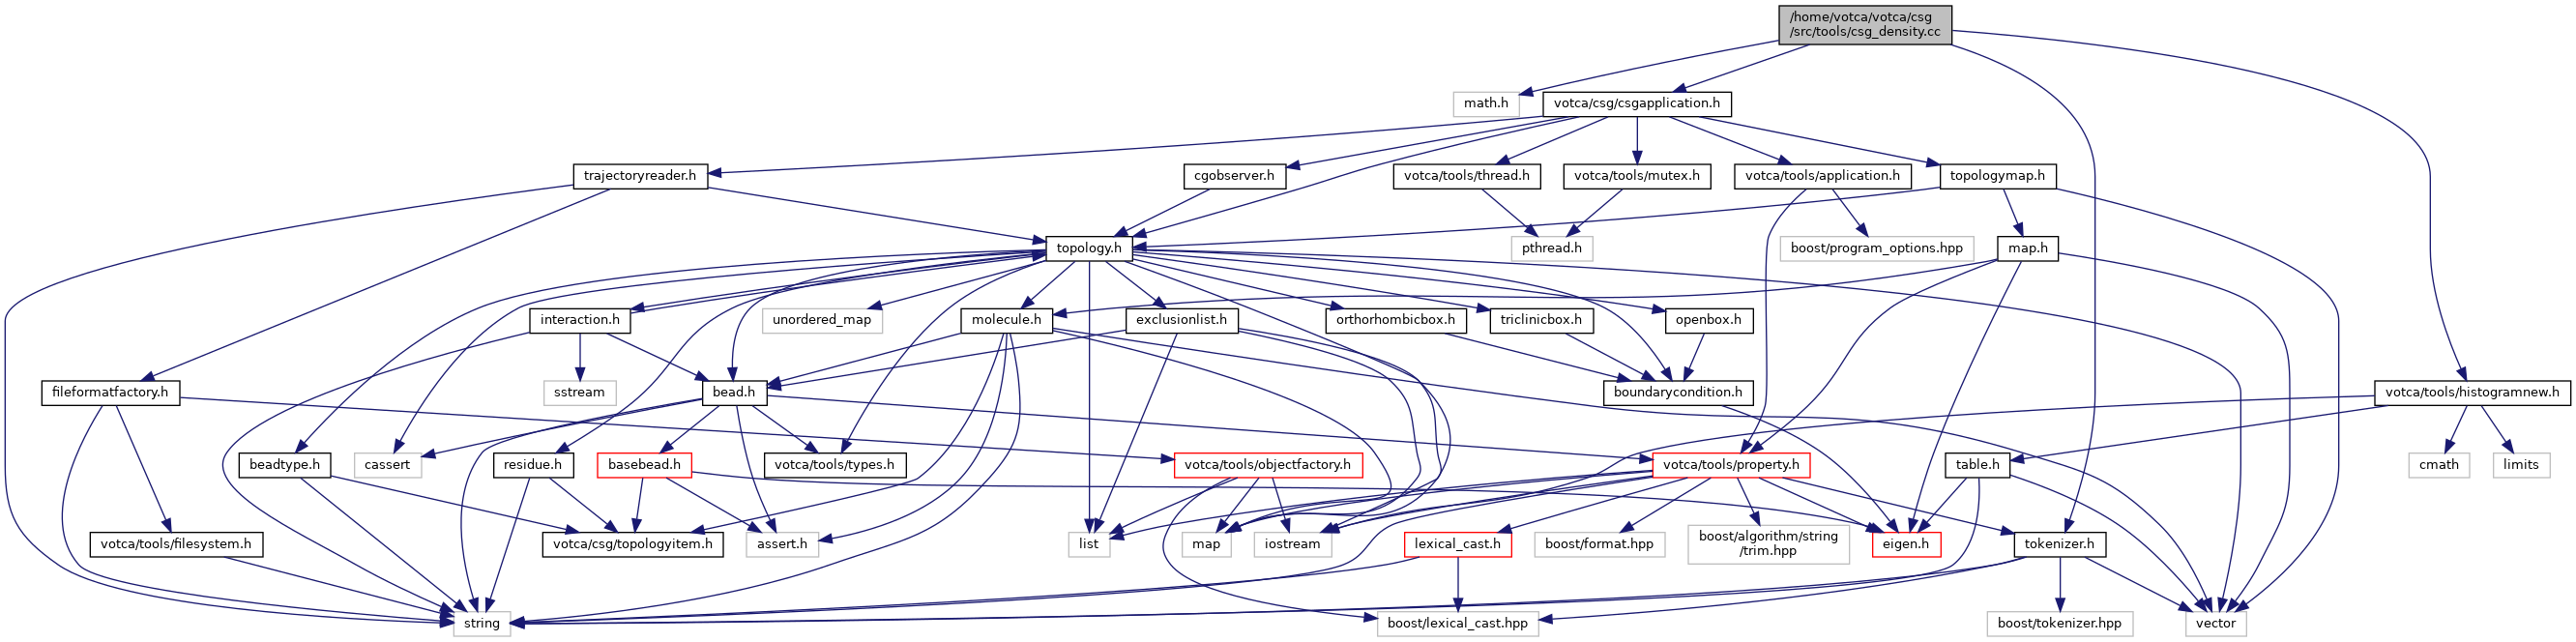 /home/votca/votca/csg
/src/tools/csg_density.cc
math.h
votca/csg/csgapplication.h
trajectoryreader.h
cgobserver.h
votca/tools/thread.h
votca/tools/mutex.h
votca/tools/application.h
topologymap.h
topology.h
pthread.h
boost/program_options.hpp
map.h
interaction.h
unordered_map
molecule.h
exclusionlist.h
orthorhombicbox.h
triclinicbox.h
openbox.h
fileformatfactory.h
sstream
bead.h
boundarycondition.h
votca/tools/histogramnew.h
beadtype.h
cassert
residue.h
basebead.h
votca/tools/types.h
votca/tools/objectfactory.h
votca/tools/property.h
table.h
cmath
limits
votca/tools/filesystem.h
votca/csg/topologyitem.h
assert.h
list
map
iostream
lexical_cast.h
boost/format.hpp
boost/algorithm/string
/trim.hpp
eigen.h
tokenizer.h
string
boost/lexical_cast.hpp
boost/tokenizer.hpp
vector